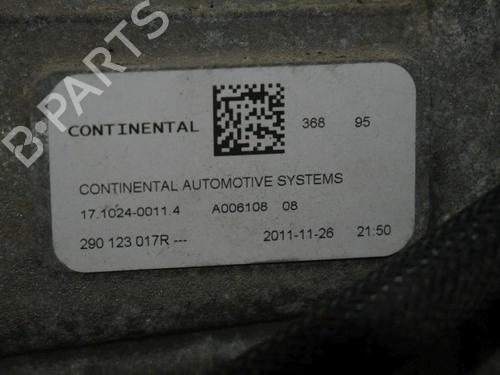 B-PARTS
CONTINENTAL 368 95
CONTINENTAL AUTOMOTIVE SYSTEMS
17.1024-0011.4 A006108 08
290 123 017R --- 2011-11-26 21:50